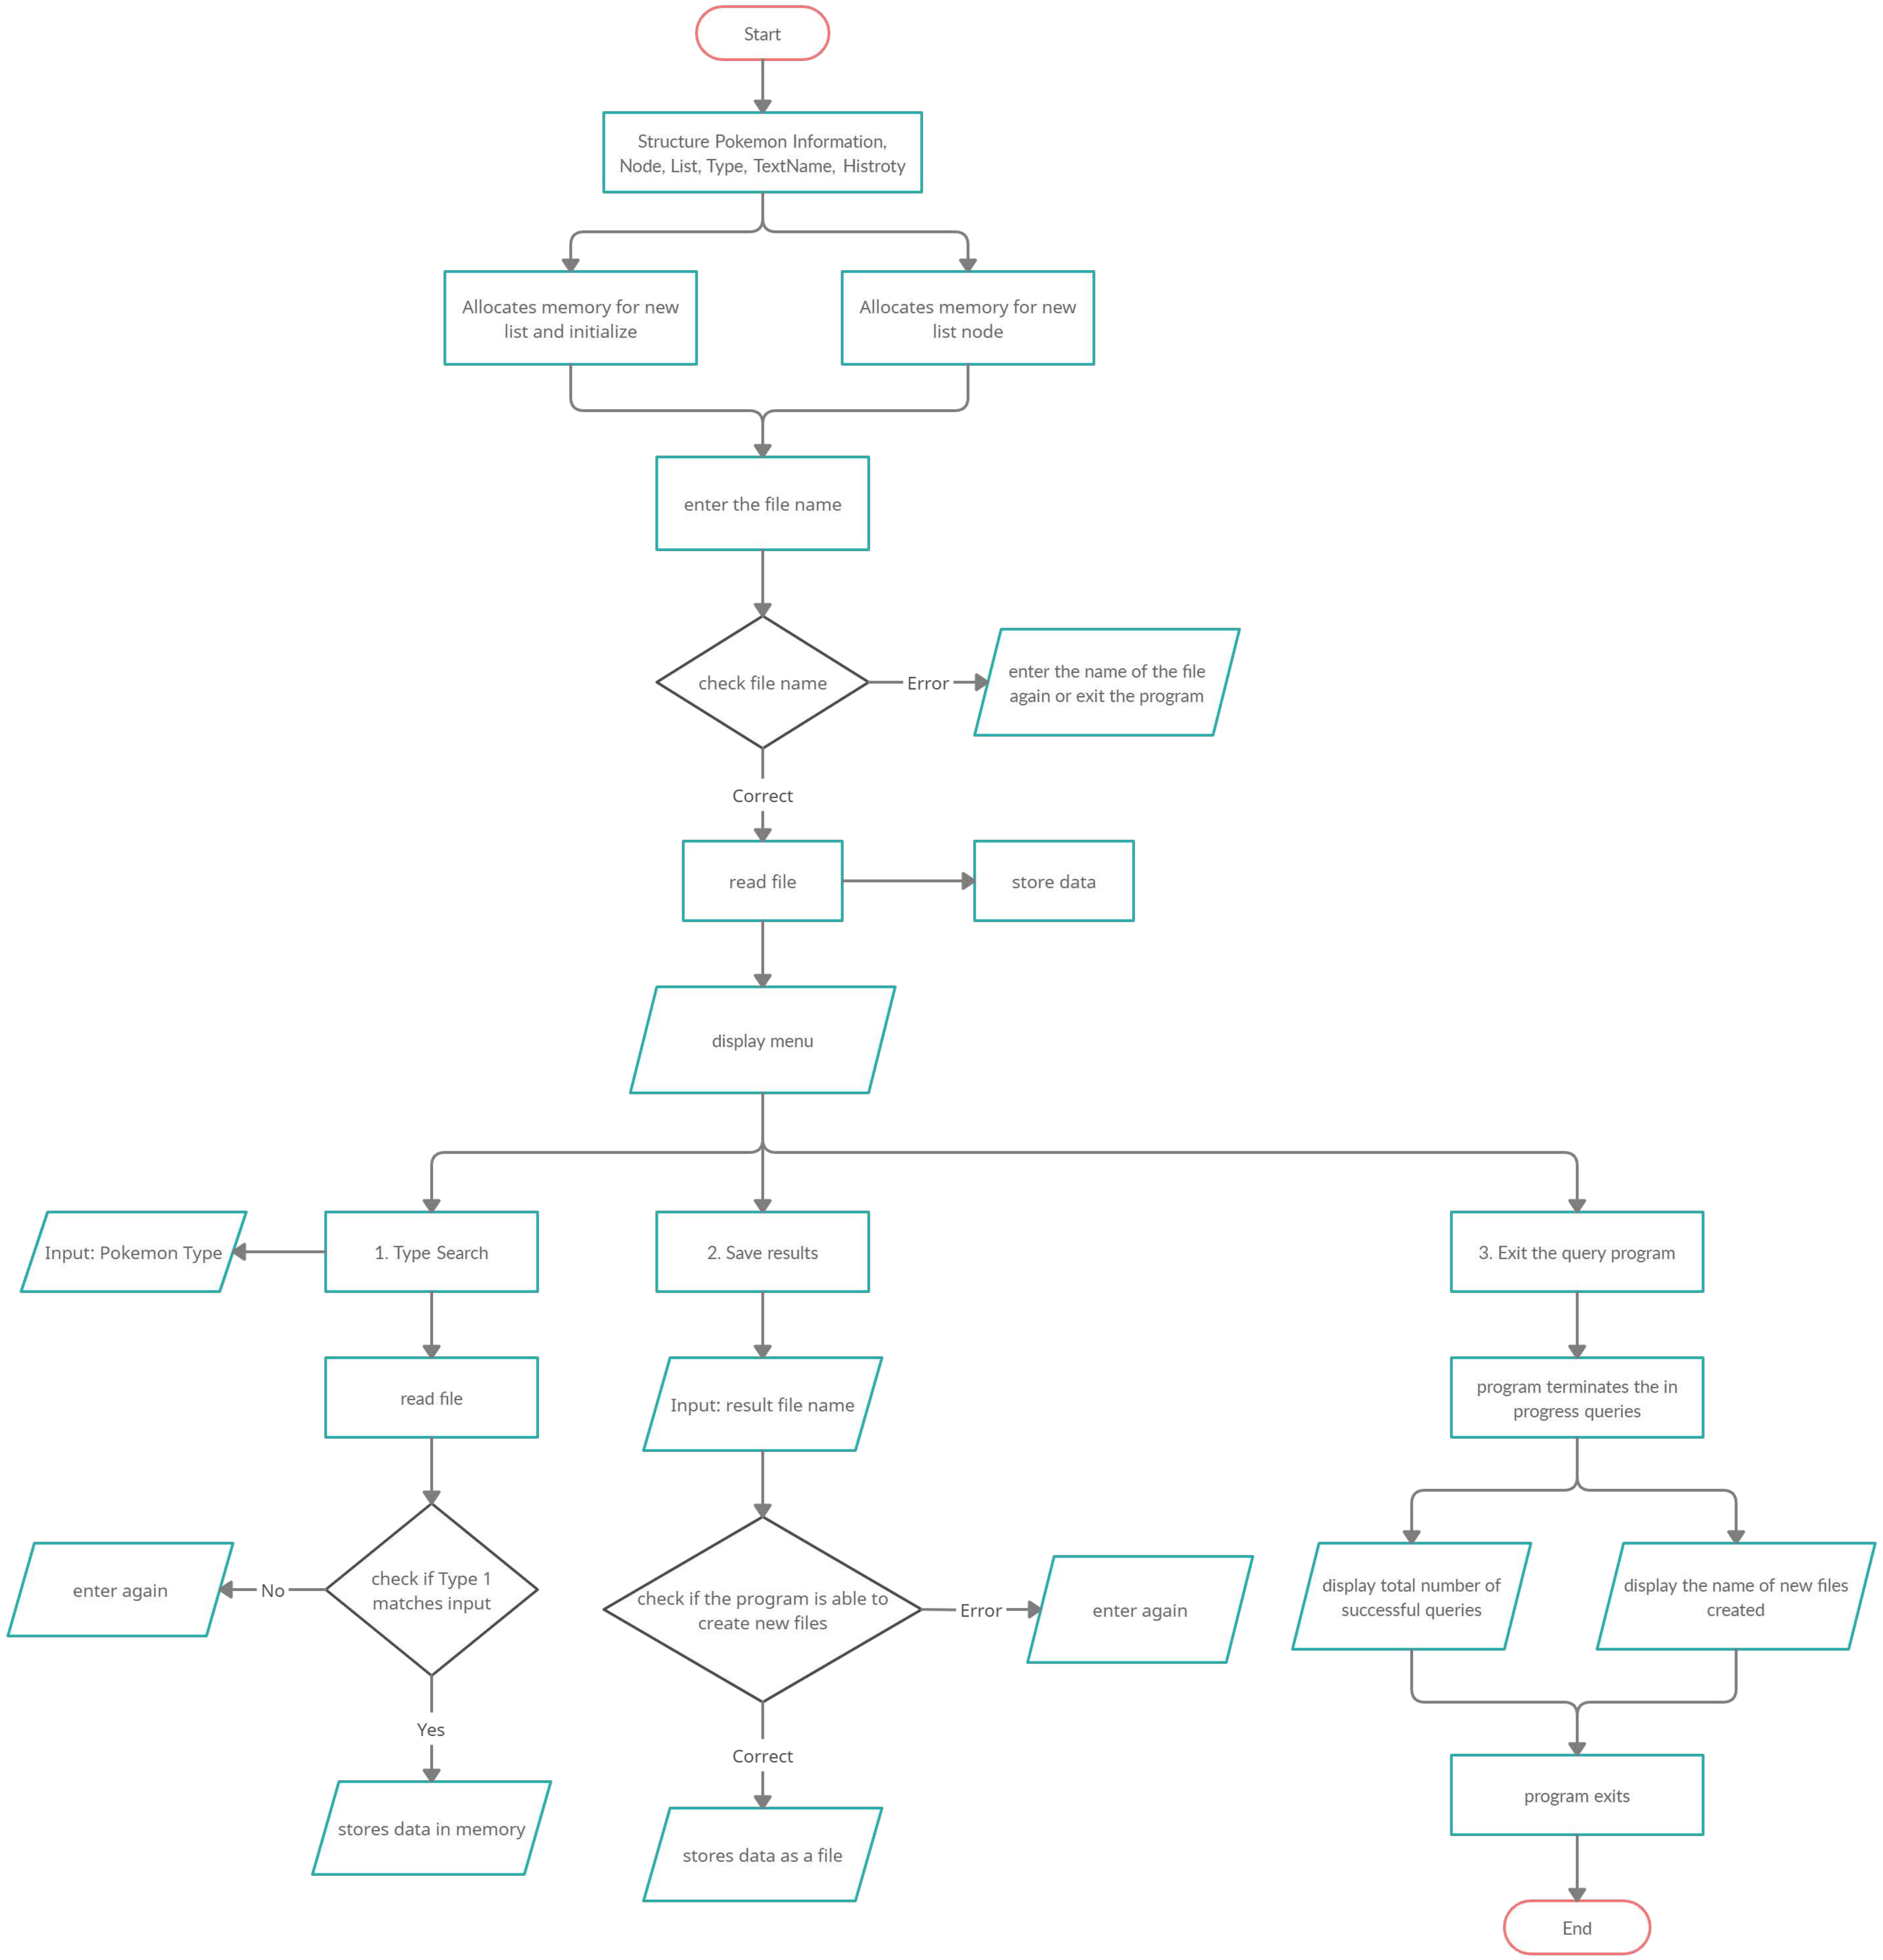 Start
Structure Pokemon Information,
Node, List, Type, TextName, Histroty
Allocates memory for new
list and initialize
Allocates memory for new
list node
enter the file name
check file name
Error
enter the name of the file
again or exit the program
Correct
read file
store data
display menu
Input: Pokemon Type
1. Type Search
2. Save results
3. Exit the query program
read file
Input: result file name
program terminates the in
progress queries
check if Type 1
matches input
No
enter again
check if the program is able to
create new files
Error
enter again
display total number of
successful queries
display the name of new files
created
Yes
Correct
stores data in memory
stores data as a file
program exits
End